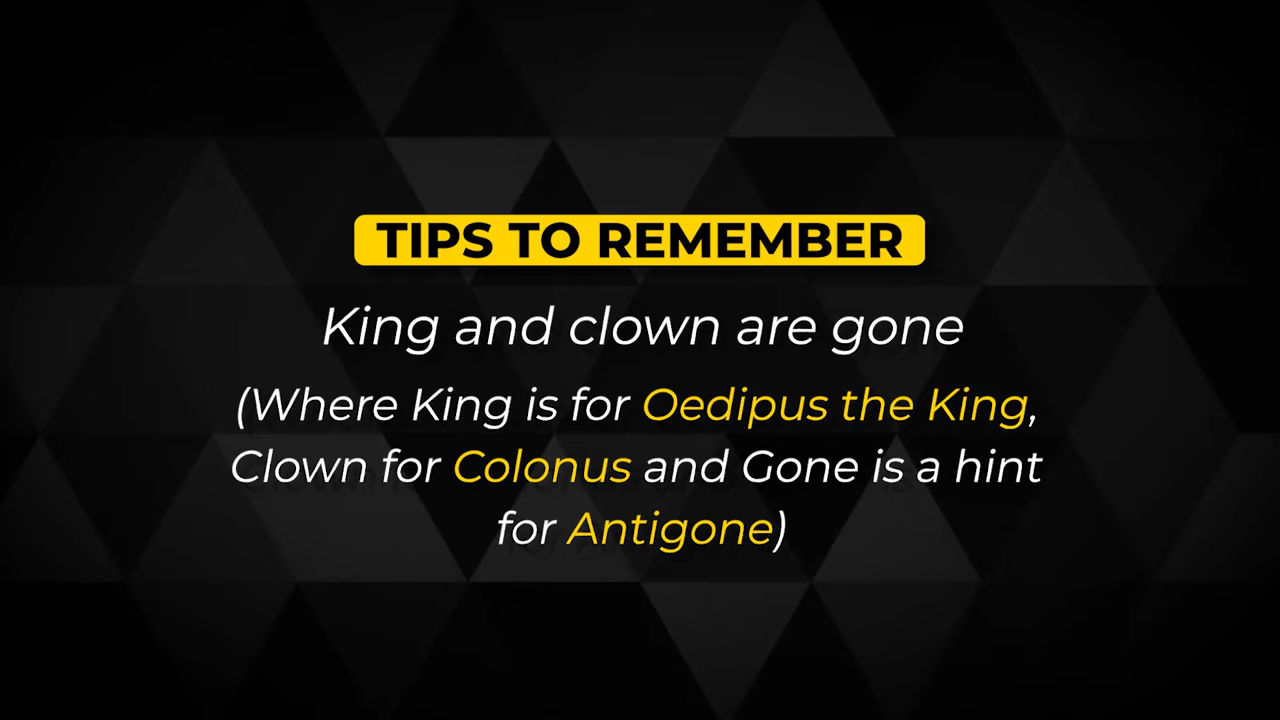 TIPS TO REMEMBER
King and clown are gone
(Where King is for Oedipus the King,
Clown for Colonus and Gone is a hint
for Antigone)